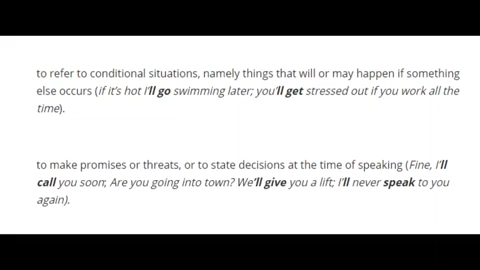 to refer to conditional situations, namely things that will or may happen if something
else occurs (if it's hot I'll go swimming later; you'll get stressed out if you work all the
time).
to make promises or threats, or to state decisions at the time of speaking (Fine, I'll
call you soon; Are you going into town? We'll give you a lift; I'll never speak to you
again).